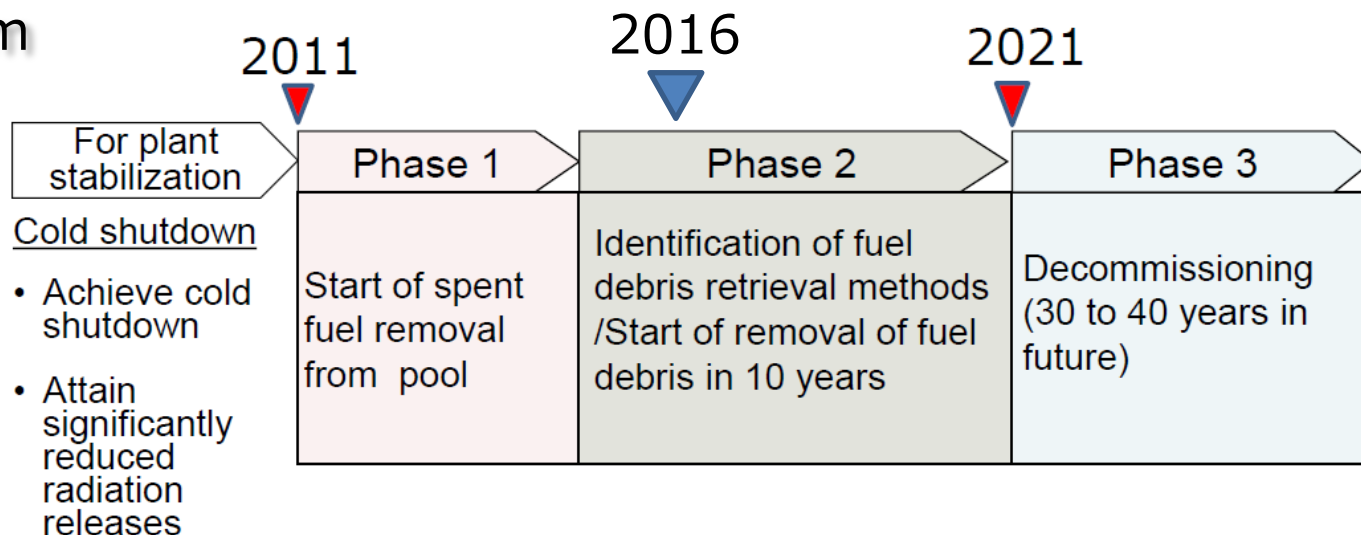 m
2011
2016
2021
For plant
stabilization
Phase 1
Phase 2
Phase 3
Cold shutdown
• Achieve cold
shutdown
• Attain
significantly
reduced
radiation
releases
Start of spent
fuel removal
from pool
Identification of fuel
debris retrieval methods
/Start of removal of fuel
debris in 10 years
Decommissioning
(30 to 40 years in
future)